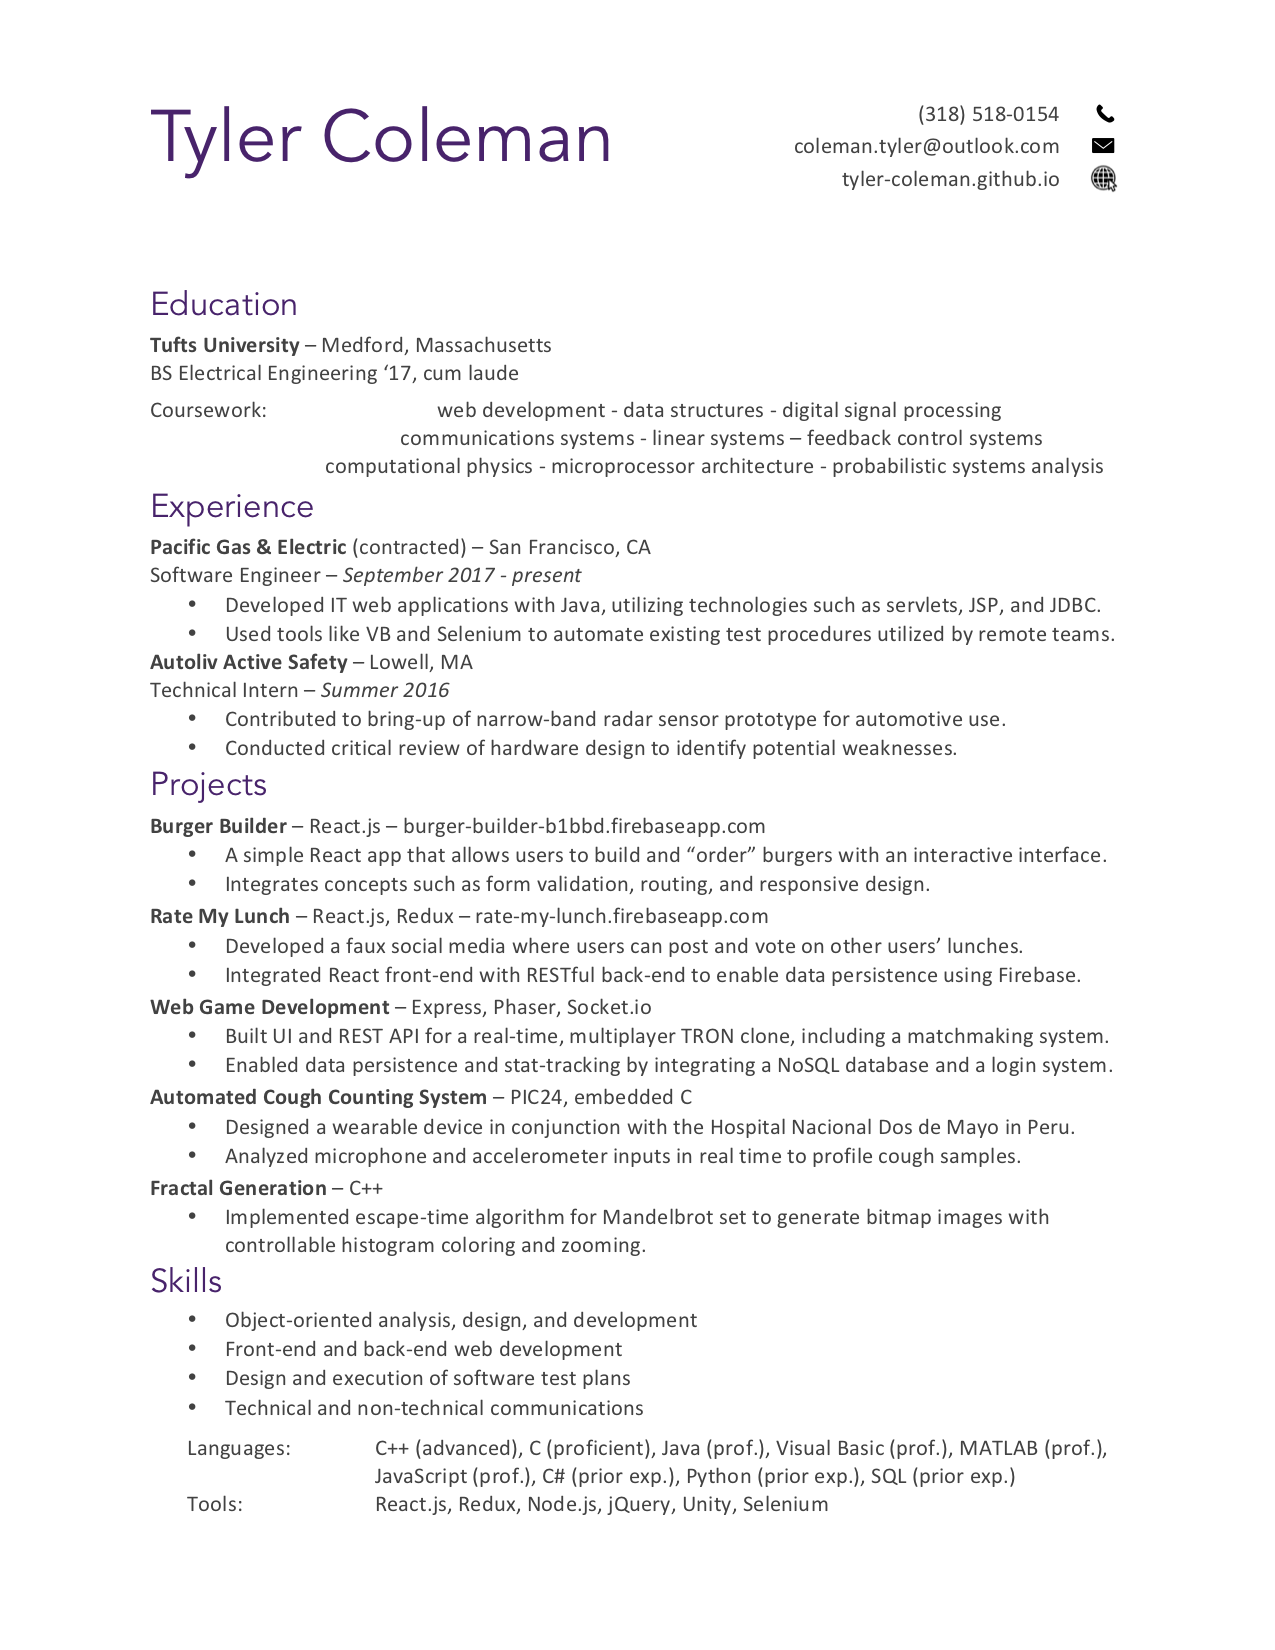 Tyler Coleman
(318) 518-0154
coleman.tyler@outlook.com
tyler-coleman.github.io
Education
Tufts University – Medford, Massachusetts
BS Electrical Engineering ‘17, cum laude
Coursework: web development - data structures - digital signal processing
communications systems - linear systems – feedback control systems
computational physics - microprocessor architecture - probabilistic systems analysis
Experience
Pacific Gas & Electric (contracted) – San Francisco, CA
Software Engineer – September 2017 - present
• Developed IT web applications with Java, utilizing technologies such as servlets, JSP, and JDBC.
• Used tools like VB and Selenium to automate existing test procedures utilized by remote teams.
Autoliv Active Safety – Lowell, MA
Technical Intern – Summer 2016
• Contributed to bring-up of narrow-band radar sensor prototype for automotive use.
• Conducted critical review of hardware design to identify potential weaknesses.
Projects
Burger Builder – React.js – burger-builder-b1bbd.firebaseapp.com
• A simple React app that allows users to build and “order” burgers with an interactive interface.
• Integrates concepts such as form validation, routing, and responsive design.
Rate My Lunch – React.js, Redux – rate-my-lunch.firebaseapp.com
• Developed a faux social media where users can post and vote on other users’ lunches.
• Integrated React front-end with RESTful back-end to enable data persistence using Firebase.
Web Game Development – Express, Phaser, Socket.io
• Built UI and REST API for a real-time, multiplayer TRON clone, including a matchmaking system.
• Enabled data persistence and stat-tracking by integrating a NoSQL database and a login system.
Automated Cough Counting System – PIC24, embedded C
• Designed a wearable device in conjunction with the Hospital Nacional Dos de Mayo in Peru.
• Analyzed microphone and accelerometer inputs in real time to profile cough samples.
Fractal Generation – C++
• Implemented escape-time algorithm for Mandelbrot set to generate bitmap images with
controllable histogram coloring and zooming.
Skills
• Object-oriented analysis, design, and development
• Front-end and back-end web development
• Design and execution of software test plans
• Technical and non-technical communications
Languages: C++ (advanced), C (proficient), Java (prof.), Visual Basic (prof.), MATLAB (prof.),
JavaScript (prof.), C# (prior exp.), Python (prior exp.), SQL (prior exp.)
Tools: React.js, Redux, Node.js, jQuery, Unity, Selenium